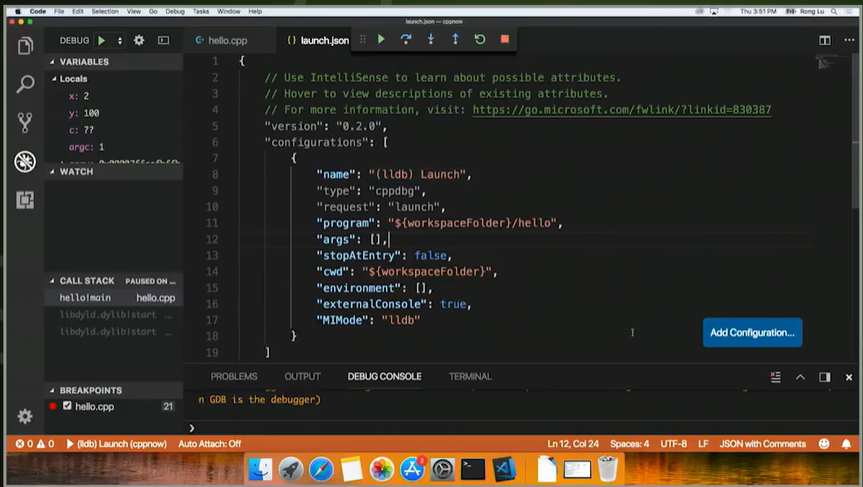 Code File Edit Selection View Go Debug Tasks Window Help Thu 3:51 PM Rong Lu
launch.json — cppnow
DEBUG
hello.cpp
{} launch.json
VARIABLES
Locals
x: 2
y: 100
c: ??
argc: 1
WATCH
CALL STACK PAUSED ON ...
hello!main hello.cpp
libdyld.dylib!start ...
libdyld.dylib!start ...
BREAKPOINTS
hello.cpp 21
1 {
2 // Use IntelliSense to learn about possible attributes.
3 // Hover to view descriptions of existing attributes.
4 // For more information, visit: https://go.microsoft.com/fwlink/?linkid=830387
5 "version": "0.2.0",
6 "configurations": [
7 {
8 "name": "(lldb) Launch",
9 "type": "cppdbg",
10 "request": "launch",
11 "program": "${workspaceFolder}/hello",
12 "args": [],
13 "stopAtEntry": false,
14 "cwd": "${workspaceFolder}",
15 "environment": [],
16 "externalConsole": true,
17 "MIMode": "lldb"
18 }
19 ]
Add Configuration...
PROBLEMS OUTPUT DEBUG CONSOLE TERMINAL
n GDB is the debugger)
0 0 (lldb) Launch (cppnow) Auto Attach: Off Ln 12, Col 24 Spaces: 4 UTF-8 LF JSON with Comments